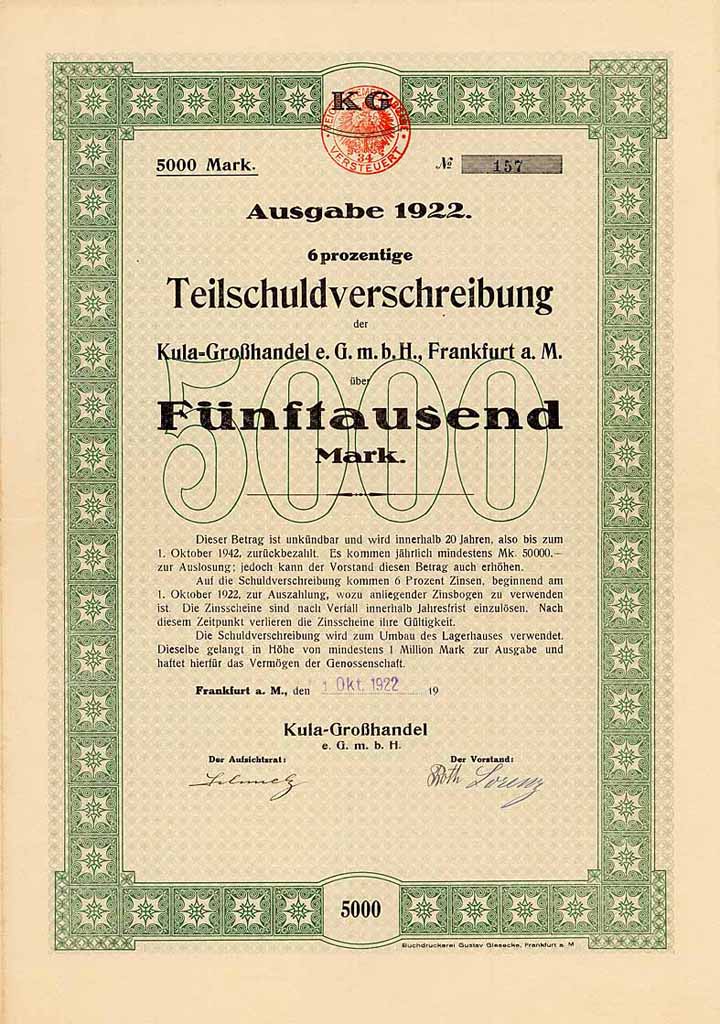 KG
REICHSSTEMPELABGABE
34
VERSTEUERT
5000 Mark.
№ 157
Ausgabe 1922.
6 prozentige
Teilschuldverschreibung
der
Kula-Großhandel e. G. m. b. H., Frankfurt a. M.
über
5000
Fünftausend
Mark.
Dieser Betrag ist unkündbar und wird innerhalb 20 Jahren, also bis zum
1. Oktober 1942, zurückbezahlt. Es kommen jährlich mindestens Mk. 50000.—
zur Auslosung; jedoch kann der Vorstand diesen Betrag auch erhöhen.
Auf die Schuldverschreibung kommen 6 Prozent Zinsen, beginnend am
1. Oktober 1922, zur Auszahlung, wozu anliegender Zinsbogen zu verwenden
ist. Die Zinsscheine sind nach Verfall innerhalb Jahresfrist einzulösen. Nach
diesem Zeitpunkt verlieren die Zinsscheine ihre Gültigkeit.
Die Schuldverschreibung wird zum Umbau des Lagerhauses verwendet.
Dieselbe gelangt in Höhe von mindestens 1 Million Mark zur Ausgabe und
haftet hierfür das Vermögen der Genossenschaft.
Frankfurt a. M., den 1 Okt. 1922 19
Kula-Großhandel
e. G. m. b. H.
Der Aufsichtsrat: Der Vorstand:
Roth Lorenz
5000
Buchdruckerei Gustav Giesecke, Frankfurt a. M